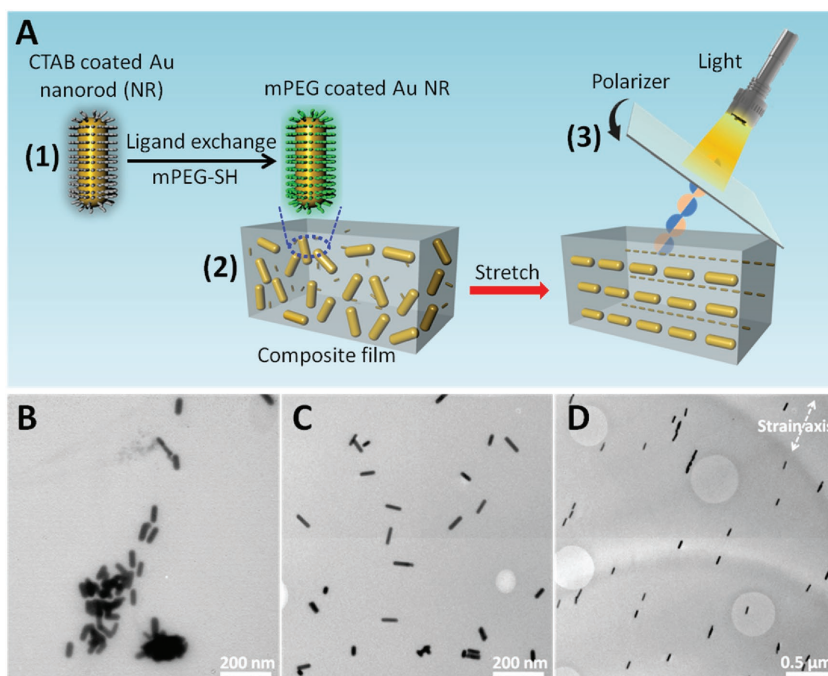 A
CTAB coated Au
nanorod (NR)
(1)
Ligand exchange
mPEG-SH
mPEG coated Au NR
(2)
Composite film
Stretch
Light
Polarizer
(3)
B
200 nm
C
200 nm
D
Strain axis
0.5 μm